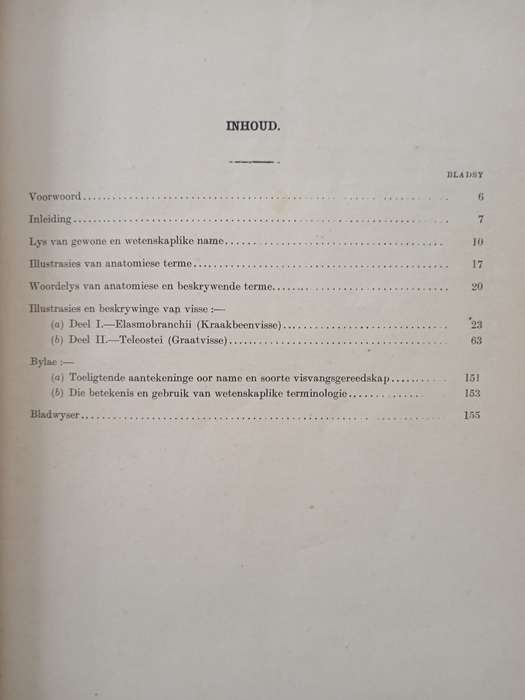 INHOUD.
BLADSY
Voorwoord 6
Inleiding 7
Lys van gewone en wetenskaplike name 10
Illustrasies van anatomiese terme 17
Woordelys van anatomiese en beskrywende terme 20
Illustrasies en beskrywinge van visse :—
(a) Deel I.—Elasmobranchii (Kraakbeenvisse) 23
(b) Deel II.—Teleostei (Graatvisse) 63
Bylae :—
(a) Toeligtende aantekeninge oor name en soorte visvangsgereedskap 151
(b) Die betekenis en gebruik van wetenskaplike terminologie 153
Bladwyser 155